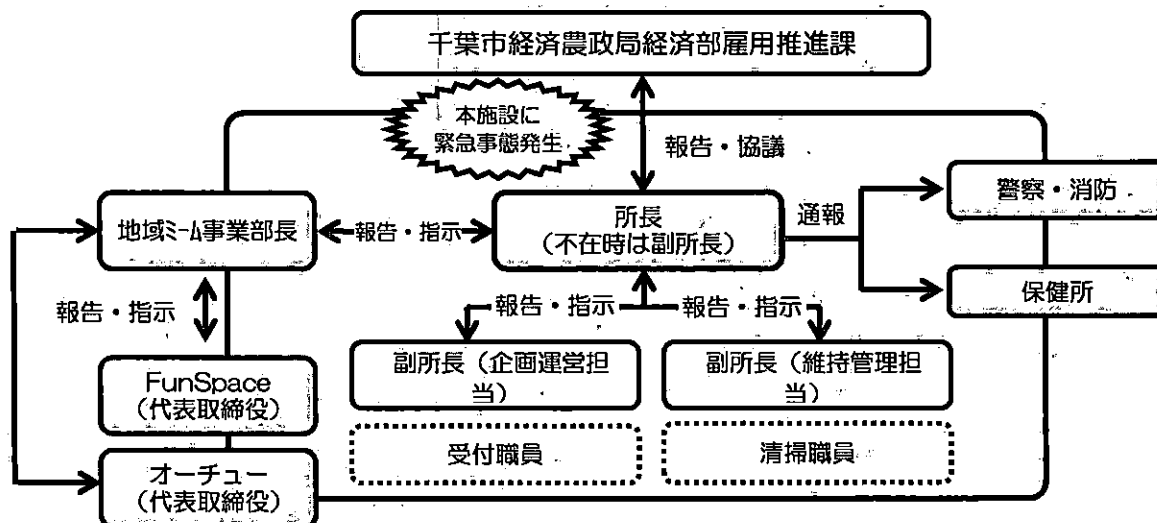 千葉市経済農政局経済部雇用推進課
本施設に
緊急事態発生
報告・協議
地域ﾐｰﾑ事業部長
報告・指示
所長
（不在時は副所長）
通報
警察・消防
保健所
報告・指示
報告・指示
報告・指示
副所長（企画運営担
当）
副所長（維持管理担
当）
FunSpace
（代表取締役）
受付職員
清掃職員
オーチュー
（代表取締役）